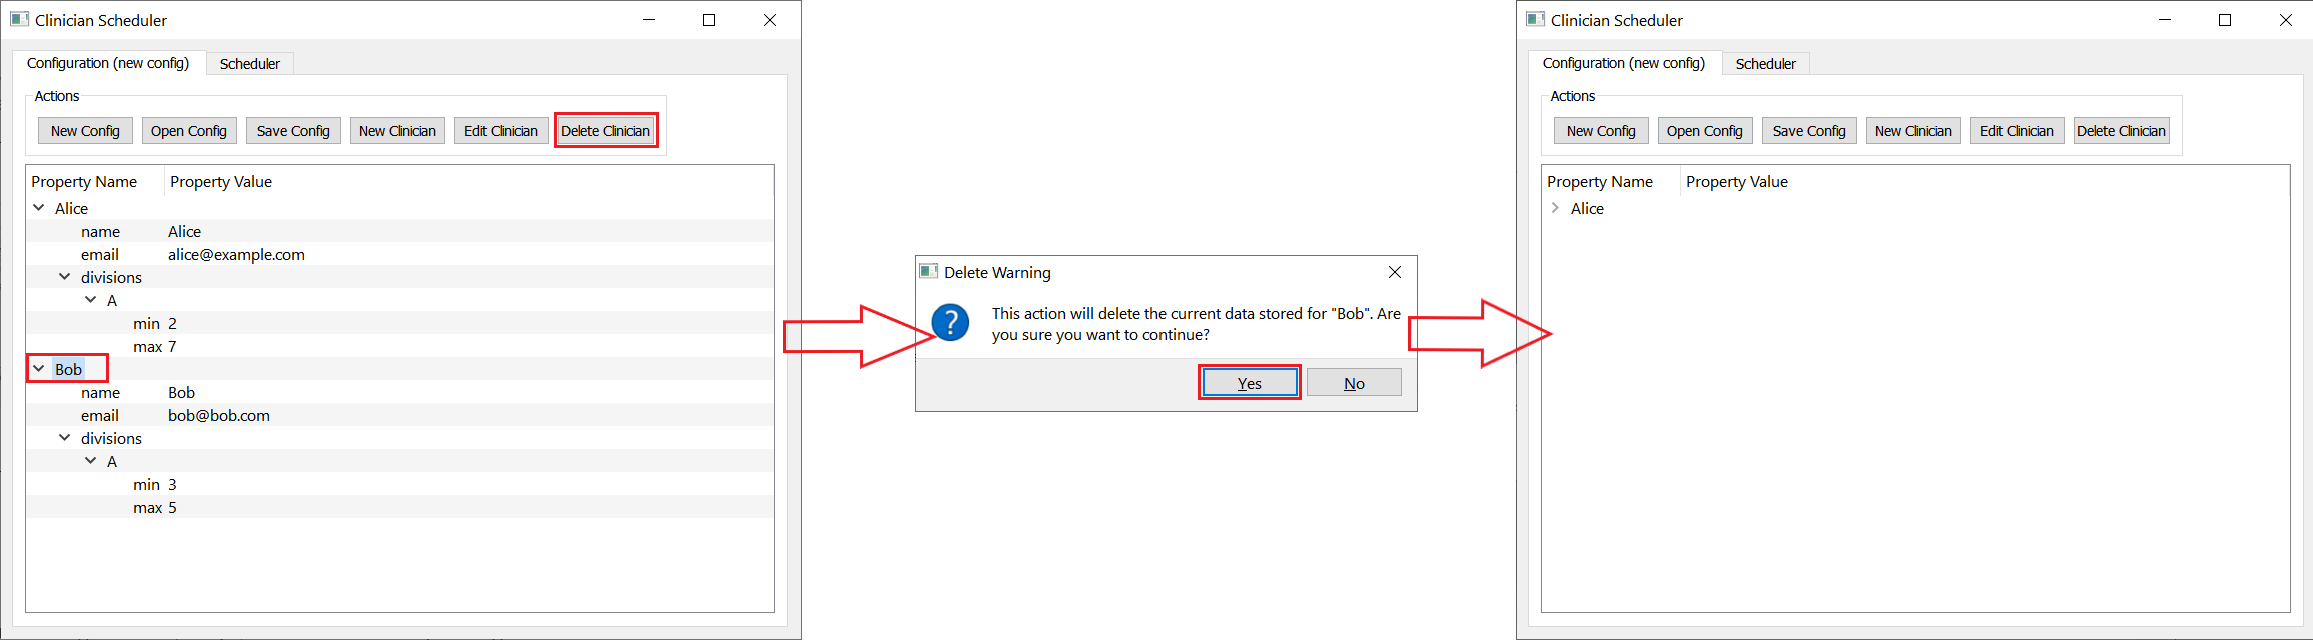 Clinician Scheduler
Configuration (new config) Scheduler
Actions
New Config Open Config Save Config New Clinician Edit Clinician Delete Clinician
Property Name Property Value
Alice
name Alice
email alice@example.com
divisions
A
min 2
max 7
Bob
name Bob
email bob@bob.com
divisions
A
min 3
max 5
Delete Warning
?
This action will delete the current data stored for "Bob". Are
you sure you want to continue?
Yes No
Clinician Scheduler
Configuration (new config) Scheduler
Actions
New Config Open Config Save Config New Clinician Edit Clinician Delete Clinician
Property Name Property Value
Alice